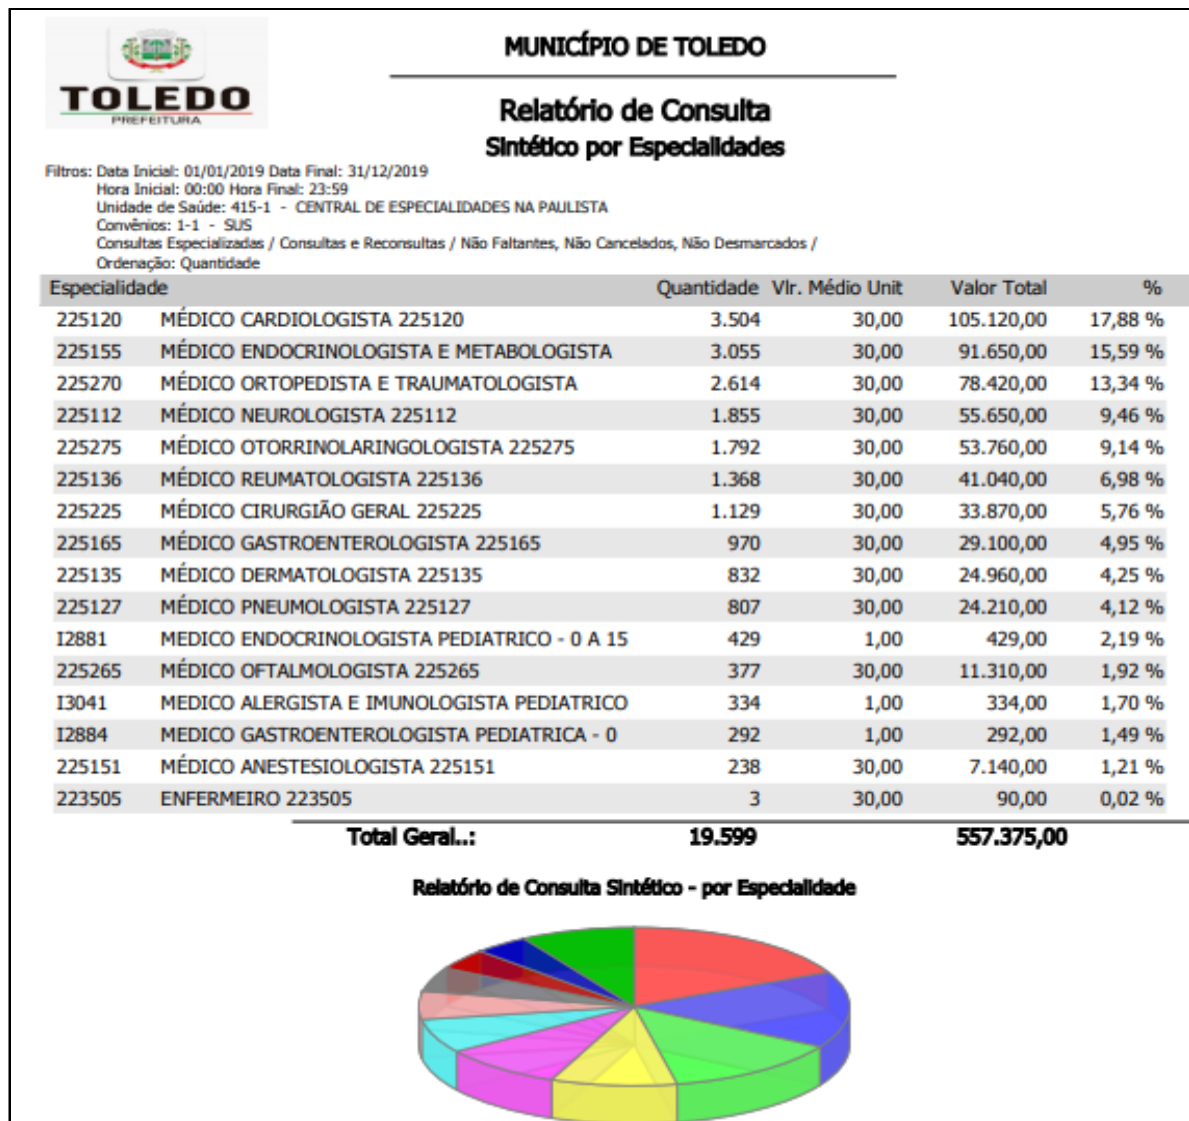 TOLEDO
PREFEITURA
MUNICÍPIO DE TOLEDO
Relatório de Consulta
Sintético por Especialidades
Filtros: Data Inicial: 01/01/2019 Data Final: 31/12/2019
Hora Inicial: 00:00 Hora Final: 23:59
Unidade de Saúde: 415-1 - CENTRAL DE ESPECIALIDADES NA PAULISTA
Convênios: 1-1 - SUS
Consultas Especializadas / Consultas e Reconsultas / Não Faltantes, Não Cancelados, Não Desmarcados /
Ordenação: Quantidade
Especialidade Quantidade Vlr. Médio Unit Valor Total %
225120 MÉDICO CARDIOLOGISTA 225120 3.504 30,00 105.120,00 17,88 %
225155 MÉDICO ENDOCRINOLOGISTA E METABOLOGISTA 3.055 30,00 91.650,00 15,59 %
225270 MÉDICO ORTOPEDISTA E TRAUMATOLOGISTA 2.614 30,00 78.420,00 13,34 %
225112 MÉDICO NEUROLOGISTA 225112 1.855 30,00 55.650,00 9,46 %
225275 MÉDICO OTORRINOLARINGOLOGISTA 225275 1.792 30,00 53.760,00 9,14 %
225136 MÉDICO REUMATOLOGISTA 225136 1.368 30,00 41.040,00 6,98 %
225225 MÉDICO CIRURGIÃO GERAL 225225 1.129 30,00 33.870,00 5,76 %
225165 MÉDICO GASTROENTEROLOGISTA 225165 970 30,00 29.100,00 4,95 %
225135 MÉDICO DERMATOLOGISTA 225135 832 30,00 24.960,00 4,25 %
225127 MÉDICO PNEUMOLOGISTA 225127 807 30,00 24.210,00 4,12 %
I2881 MEDICO ENDOCRINOLOGISTA PEDIATRICO - 0 A 15 429 1,00 429,00 2,19 %
225265 MÉDICO OFTALMOLOGISTA 225265 377 30,00 11.310,00 1,92 %
I3041 MEDICO ALERGISTA E IMUNOLOGISTA PEDIATRICO 334 1,00 334,00 1,70 %
I2884 MEDICO GASTROENTEROLOGISTA PEDIATRICA - 0 292 1,00 292,00 1,49 %
225151 MÉDICO ANESTESIOLOGISTA 225151 238 30,00 7.140,00 1,21 %
223505 ENFERMEIRO 223505 3 30,00 90,00 0,02 %
Total Geral..: 19.599 557.375,00
Relatório de Consulta Sintético - por Especialidade